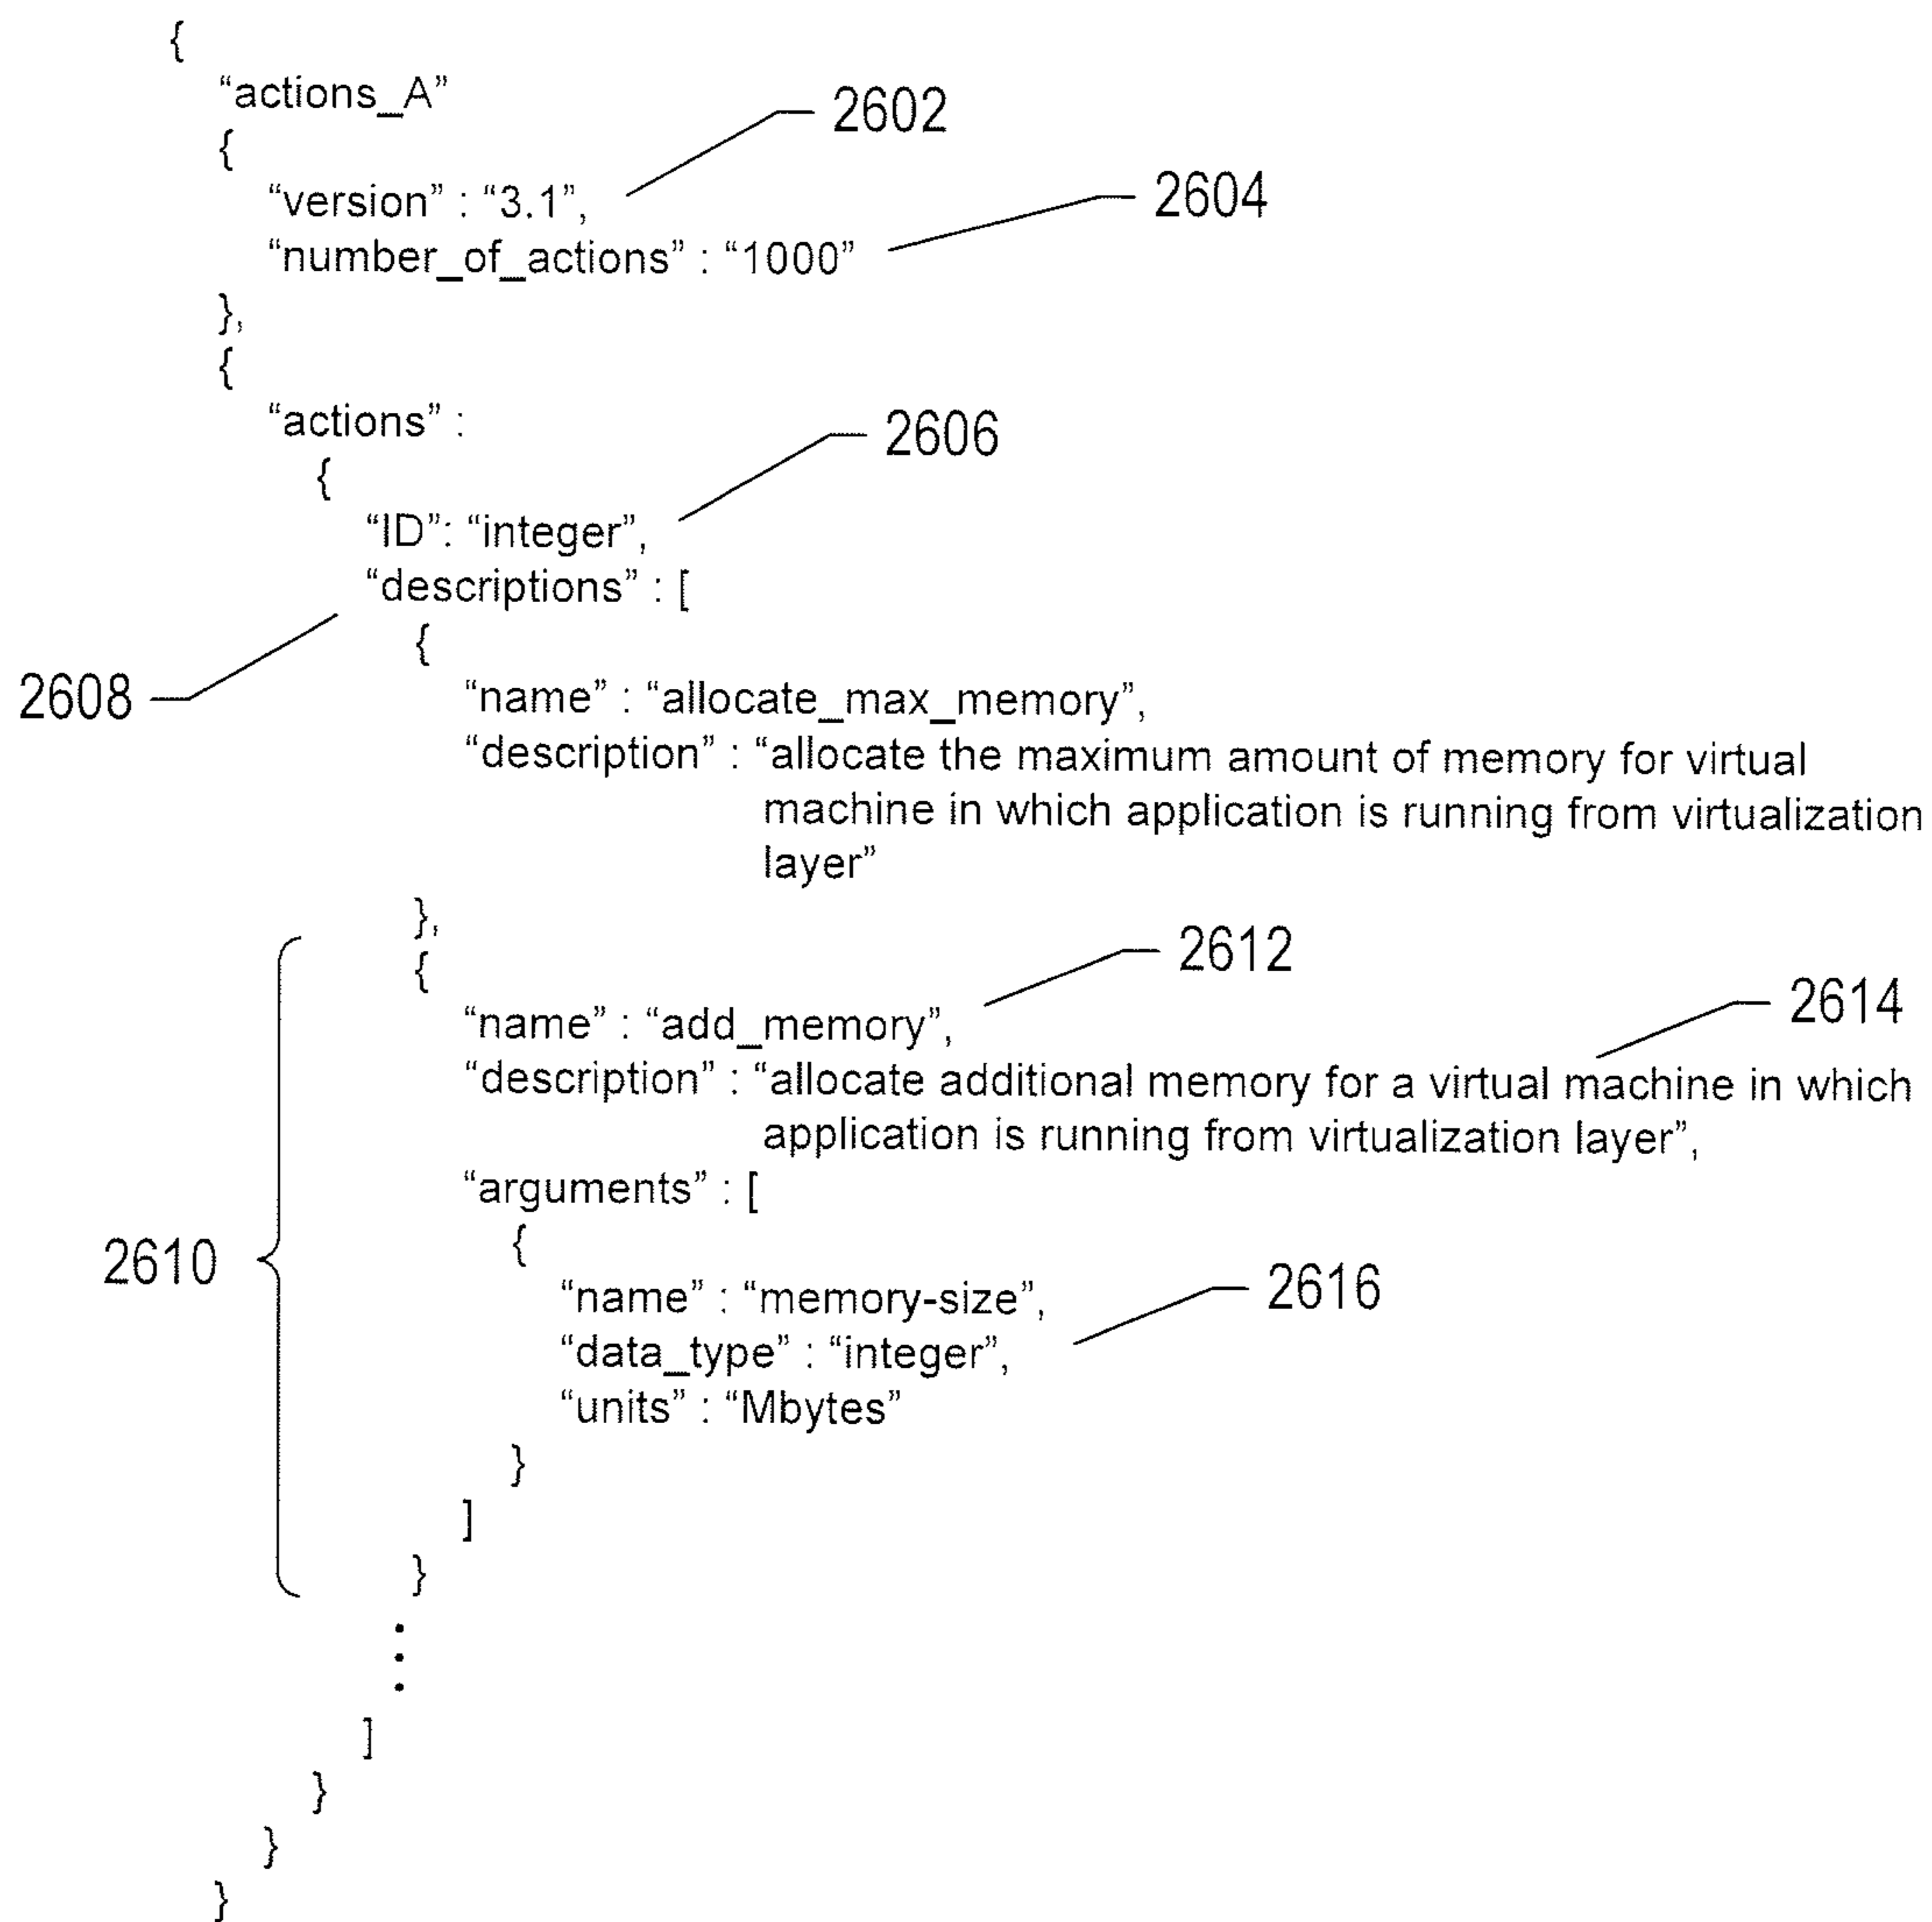 {
"actions_A"
2602
{
"version" : "3.1",
2604
"number_of_actions" : "1000"
},
{
"actions" :
2606
{
"ID": "integer",
"descriptions" : [
{
2608
"name" : "allocate_max_memory",
"description" : "allocate the maximum amount of memory for virtual
machine in which application is running from virtualization
layer"
},
2612
{
2614
"name" : "add_memory",
"description" : "allocate additional memory for a virtual machine in which
application is running from virtualization layer",
"arguments" : [
{
2610
2616
"name" : "memory-size",
"data_type" : "integer",
"units" : "Mbytes"
}
]
}
⋮
]
}
}
}